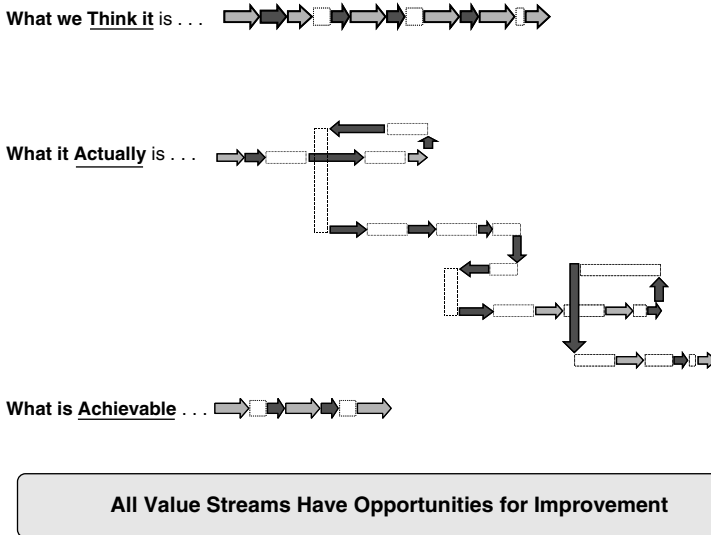 What we Think it is . . .
What it Actually is . . .
What is Achievable . . .
All Value Streams Have Opportunities for Improvement